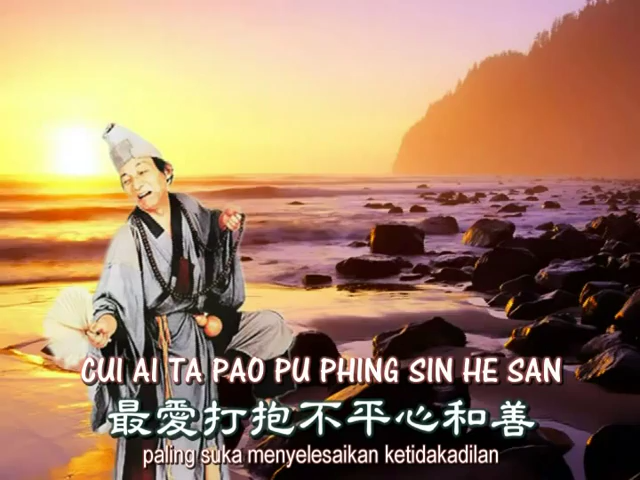 CUI AI TA PAO PU PHING SIN HE SAN
最愛打抱不平心和善
paling suka menyelesaikan ketidakadilan